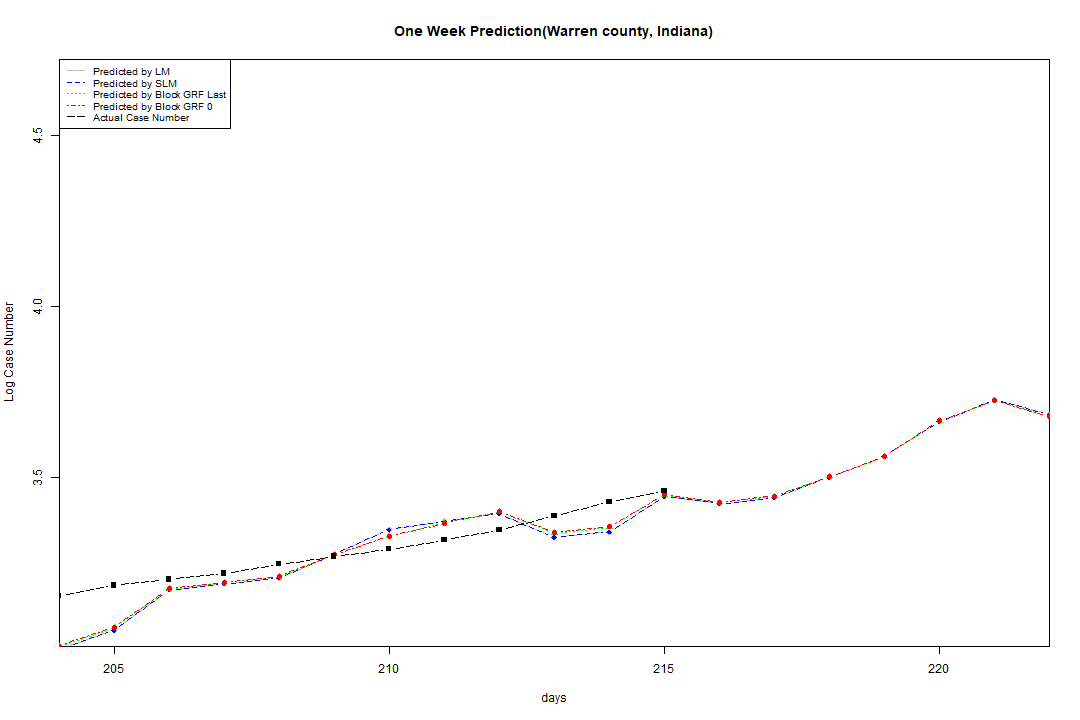 One Week Prediction(Warren county, Indiana)
Predicted by LM
Predicted by SLM
Predicted by Block GRF Last
Predicted by Block GRF 0
Actual Case Number
4.5
4.0
3.5
Log Case Number
205 210 215 220
days